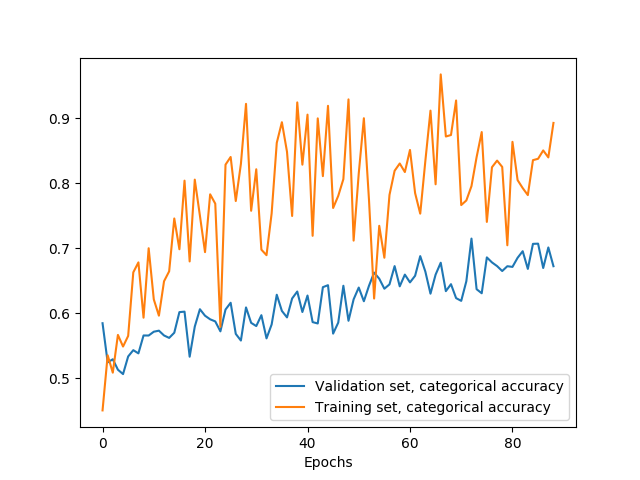 0.9
0.8
0.7
0.6
0.5
Validation set, categorical accuracy
Training set, categorical accuracy
0 20 40 60 80
Epochs